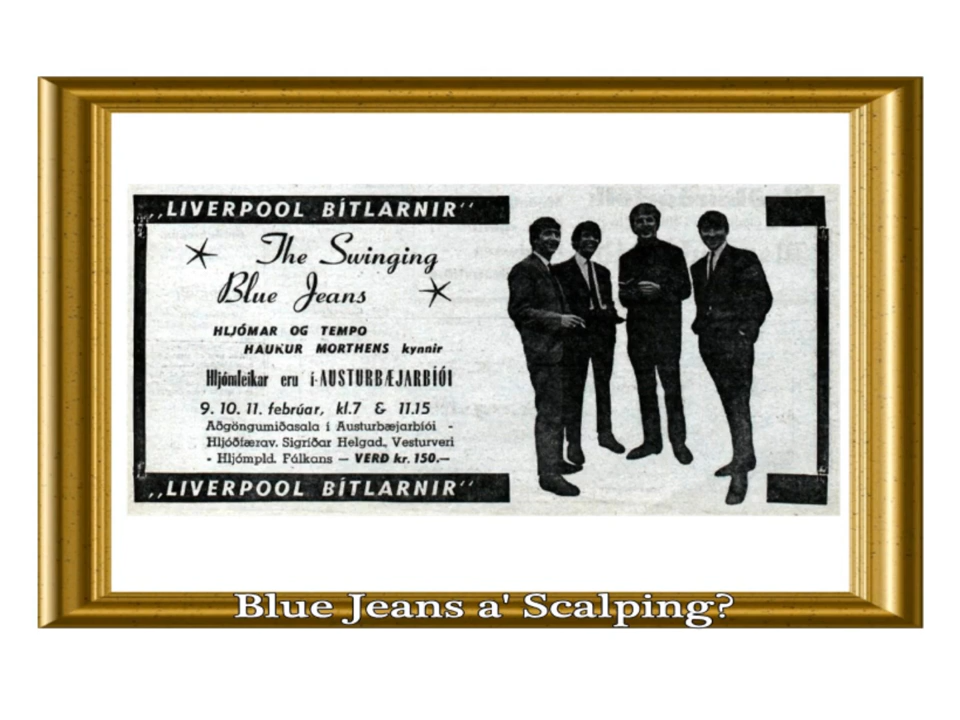 ,,LIVERPOOL BÍTLARNIR''
The Swinging
Blue Jeans
HLJÓMAR OG TEMPO
HAUKUR MORTHENS kynnir
Hljómleikar eru í AUSTURBÆJARBÍÓI
9. 10. 11. febrúar, kl.7 & 11.15
Aðgöngumiðasala í Austurbæjarbíói -
Hljóðfærav. Sigríðar Helgad., Vesturveri
- Hljómpld. Fálkans — VERÐ kr. 150.—
,,LIVERPOOL BÍTLARNIR''
Blue Jeans a' Scalping?